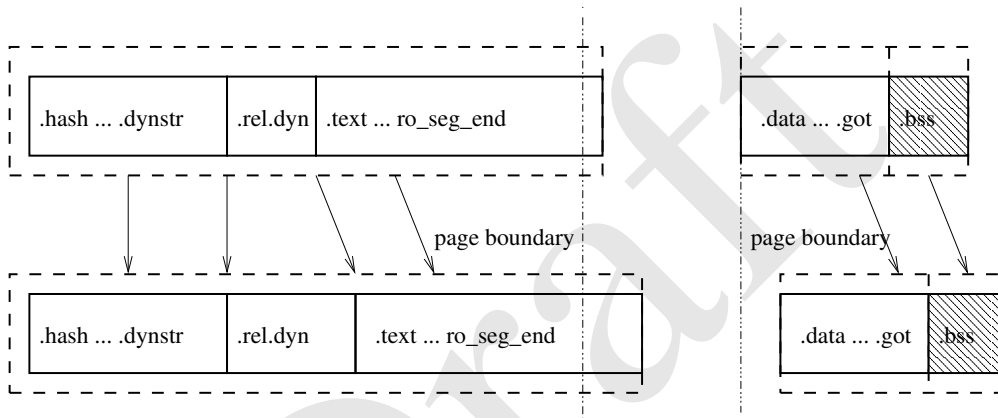 .hash ... .dynstr
.rel.dyn
.text ... ro_seg_end
.data ... .got
.bss
page boundary
page boundary
.hash ... .dynstr
.rel.dyn
.text ... ro_seg_end
.data ... .got
.bss
Draft